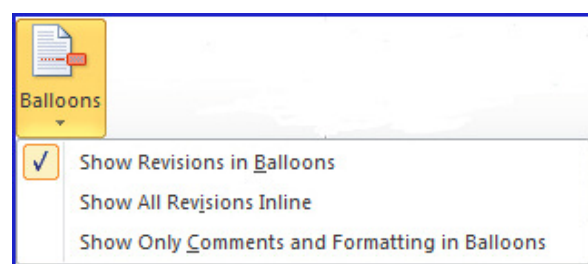 Balloons
Show Revisions in Balloons
Show All Revisions Inline
Show Only Comments and Formatting in Balloons